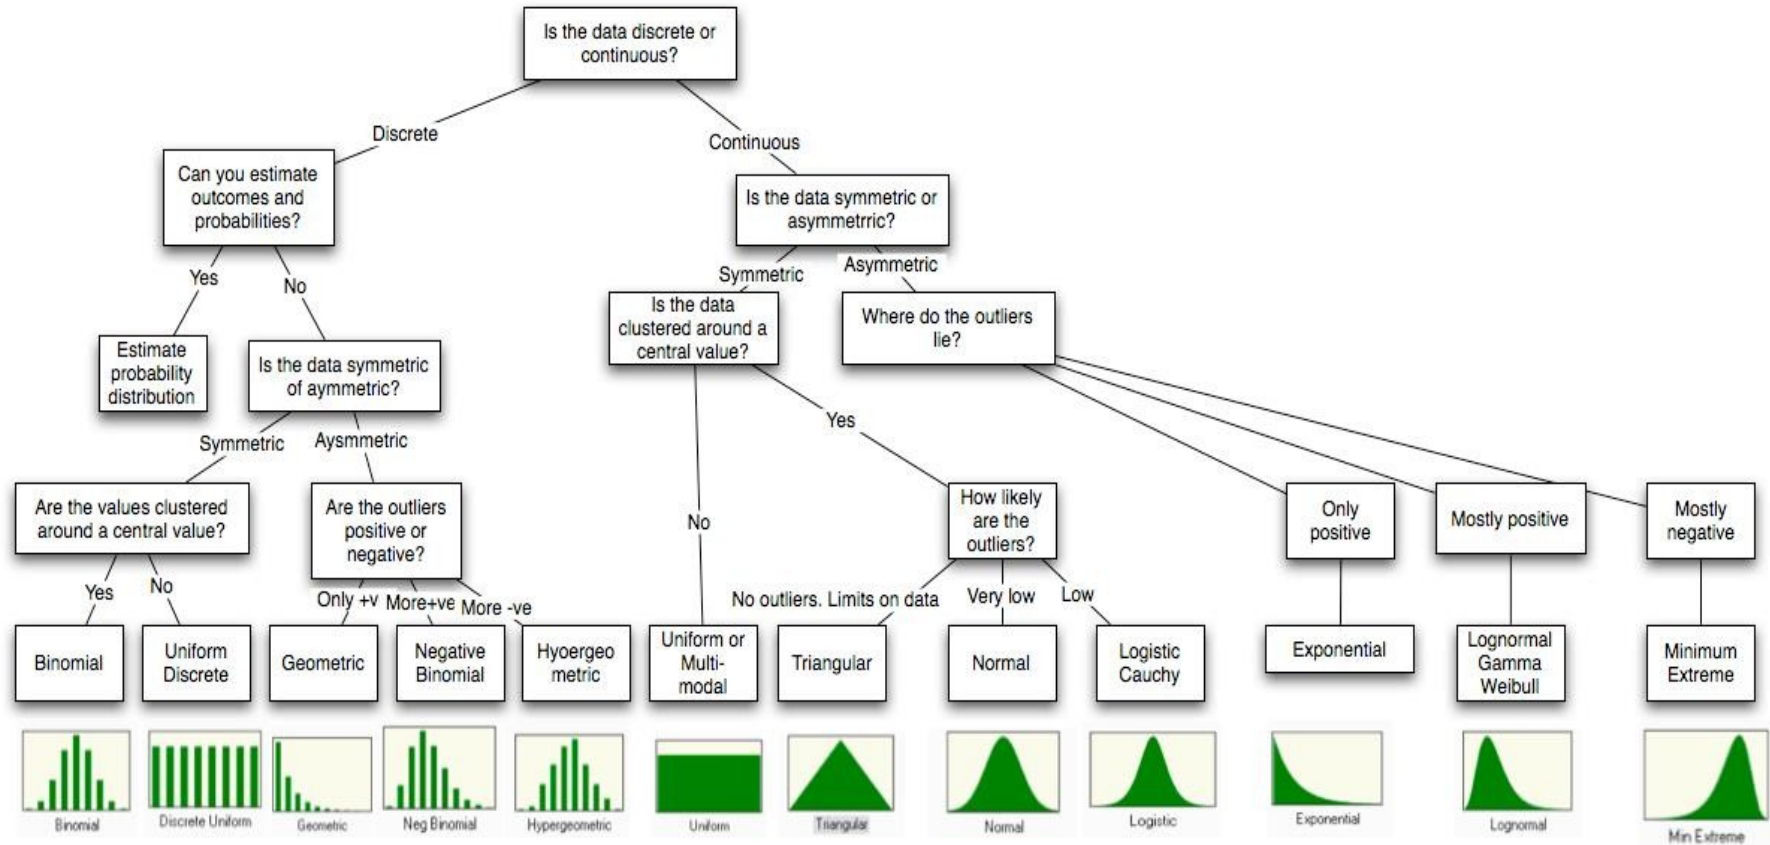 Is the data discrete or
continuous?
Discrete
Continuous
Can you estimate
outcomes and
probabilities?
Is the data symmetric or
asymmetrric?
Yes
No
Symmetric
Asymmetric
Estimate
probability
distribution
Is the data symmetric
of aymmetric?
Is the data
clustered around a
central value?
Where do the outliers
lie?
Symmetric
Aysmmetric
Yes
No
Are the values clustered
around a central value?
Are the outliers
positive or
negative?
How likely
are the
outliers?
Only
positive
Mostly positive
Mostly
negative
Yes
No
Only +v
More+ve
More -ve
No outliers. Limits on data
Very low
Low
Binomial
Uniform
Discrete
Geometric
Negative
Binomial
Hyoergeo
metric
Uniform or
Multi-
modal
Triangular
Normal
Logistic
Cauchy
Exponential
Lognormal
Gamma
Weibull
Minimum
Extreme
Binomial
Discrete Uniform
Geometric
Neg Binomial
Hypergeometric
Uniform
Triangular
Normal
Logistic
Exponential
Lognormal
Min Extreme